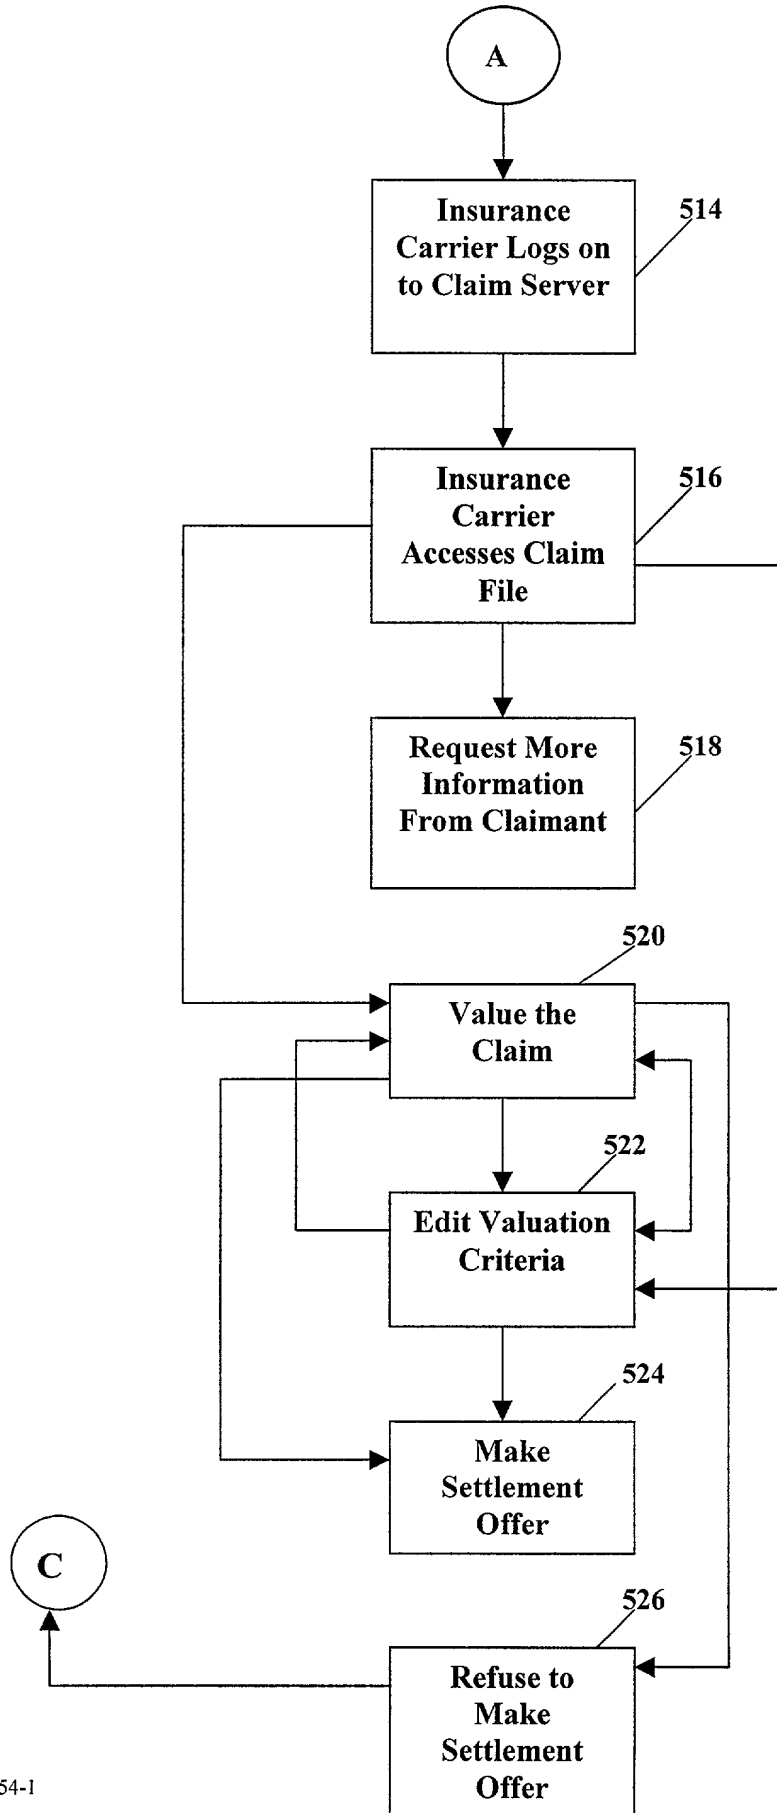 A
Insurance
Carrier Logs on
to Claim Server
514
Insurance
Carrier
Accesses Claim
File
516
Request More
Information
From Claimant
518
520
Value the
Claim
522
Edit Valuation
Criteria
524
Make
Settlement
Offer
C
526
Refuse to
Make
Settlement
Offer
54-1